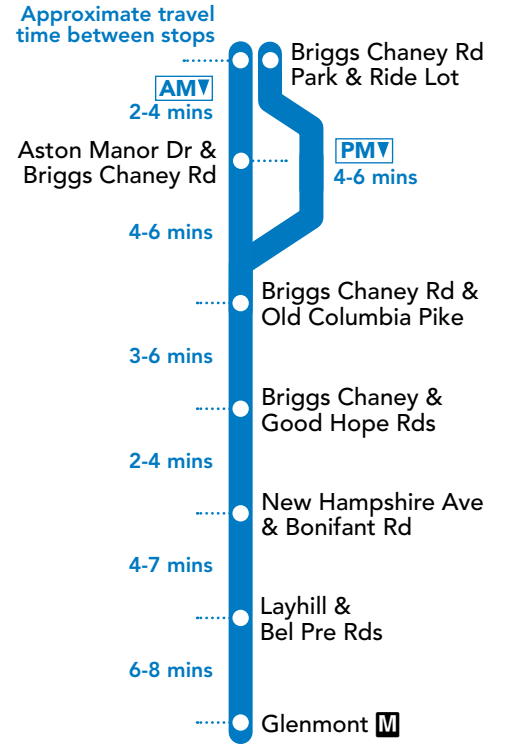 Approximate travel
time between stops
Briggs Chaney Rd
Park & Ride Lot
AM
2-4 mins
Aston Manor Dr &
Briggs Chaney Rd
PM
4-6 mins
4-6 mins
Briggs Chaney Rd &
Old Columbia Pike
3-6 mins
Briggs Chaney &
Good Hope Rds
2-4 mins
New Hampshire Ave
& Bonifant Rd
4-7 mins
Layhill &
Bel Pre Rds
6-8 mins
Glenmont M